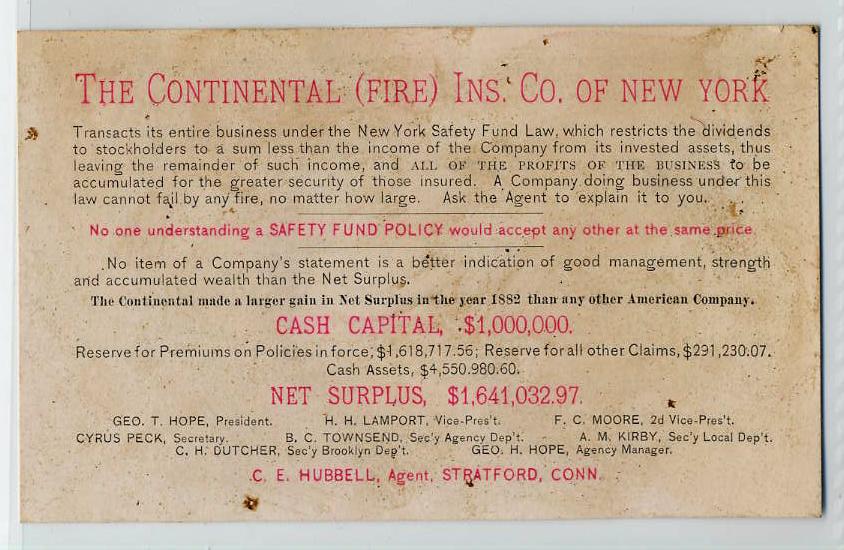 THE CONTINENTAL (FIRE) INS. CO. OF NEW YORK
Transacts its entire business under the New York Safety Fund Law, which restricts the dividends
to stockholders to a sum less than the income of the Company from its invested assets, thus
leaving the remainder of such income, and ALL OF THE PROFITS OF THE BUSINESS to be
accumulated for the greater security of those insured. A Company doing business under this
law cannot fail by any fire, no matter how large. Ask the Agent to explain it to you.
No one understanding a SAFETY FUND POLICY would accept any other at the same price.
No item of a Company's statement is a better indication of good management, strength
and accumulated wealth than the Net Surplus.
The Continental made a larger gain in Net Surplus in the year 1882 than any other American Company.
CASH CAPITAL, $1,000,000.
Reserve for Premiums on Policies in force, $1,618,717.56; Reserve for all other Claims, $291,230.07.
Cash Assets, $4,550.980.60.
NET SURPLUS, $1,641,032.97.
GEO. T. HOPE, President. H. H. LAMPORT, Vice-Pres't. F. C. MOORE, 2d Vice-Pres't.
CYRUS PECK, Secretary. B. C. TOWNSEND, Sec'y Agency Dep't. A. M. KIRBY, Sec'y Local Dep't.
C. H. DUTCHER, Sec'y Brooklyn Dep't. GEO. H. HOPE, Agency Manager.
C. E. HUBBELL, Agent, STRATFORD, CONN.